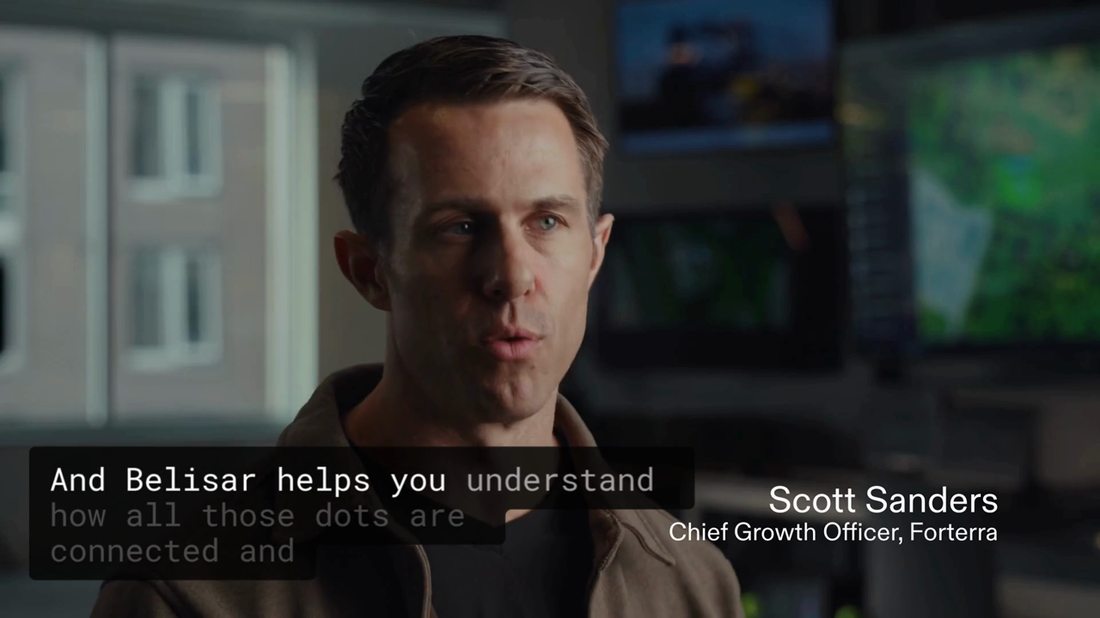 And Belisar helps you understand
how all those dots are
connected and
Scott Sanders
Chief Growth Officer, Forterra